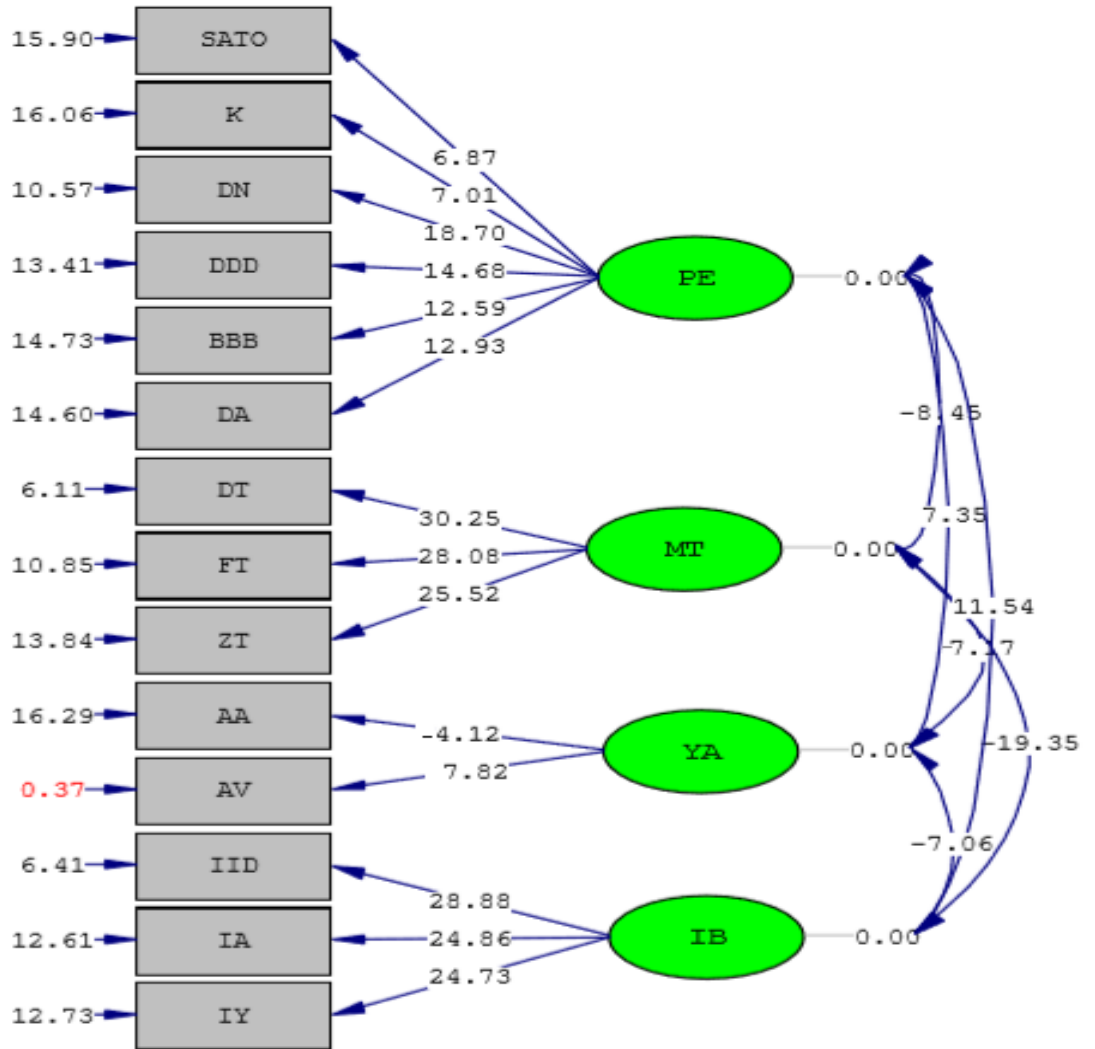 15.90 SATO
16.06 K
10.57 DN
13.41 DDD
14.73 BBB
14.60 DA
6.11 DT
10.85 FT
13.84 ZT
16.29 AA
0.37 AV
6.41 IID
12.61 IA
12.73 IY
6.87
7.01
18.70
14.68
12.59
12.93
30.25
28.08
25.52
-4.12
7.82
28.88
24.86
24.73
PE 0.00
MT 0.00
YA 0.00
IB 0.00
-8.45
7.35
11.54
-7.17
-19.35
-7.06